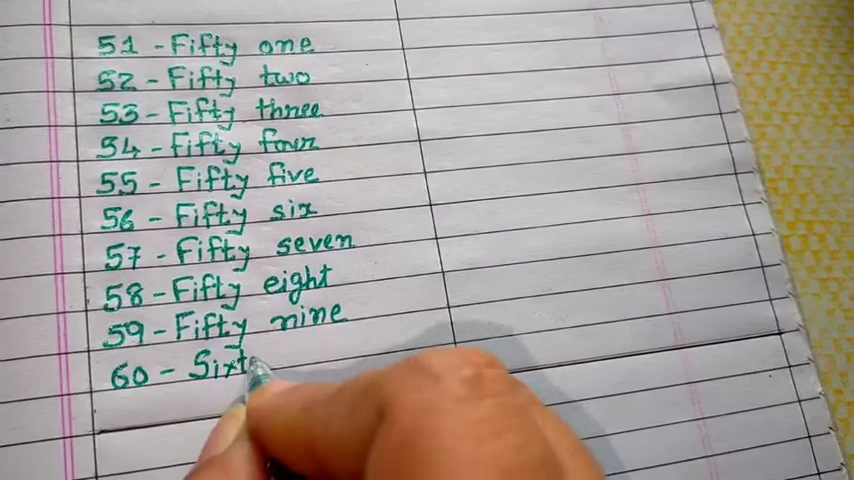 51 - Fifty one
52 - Fifty two
53 - Fifty three
54 - Fifty four
55 - Fifty five
56 - Fifty six
57 - Fifty seven
58 - Fifty eight
59 - Fifty nine
60 - Sixt